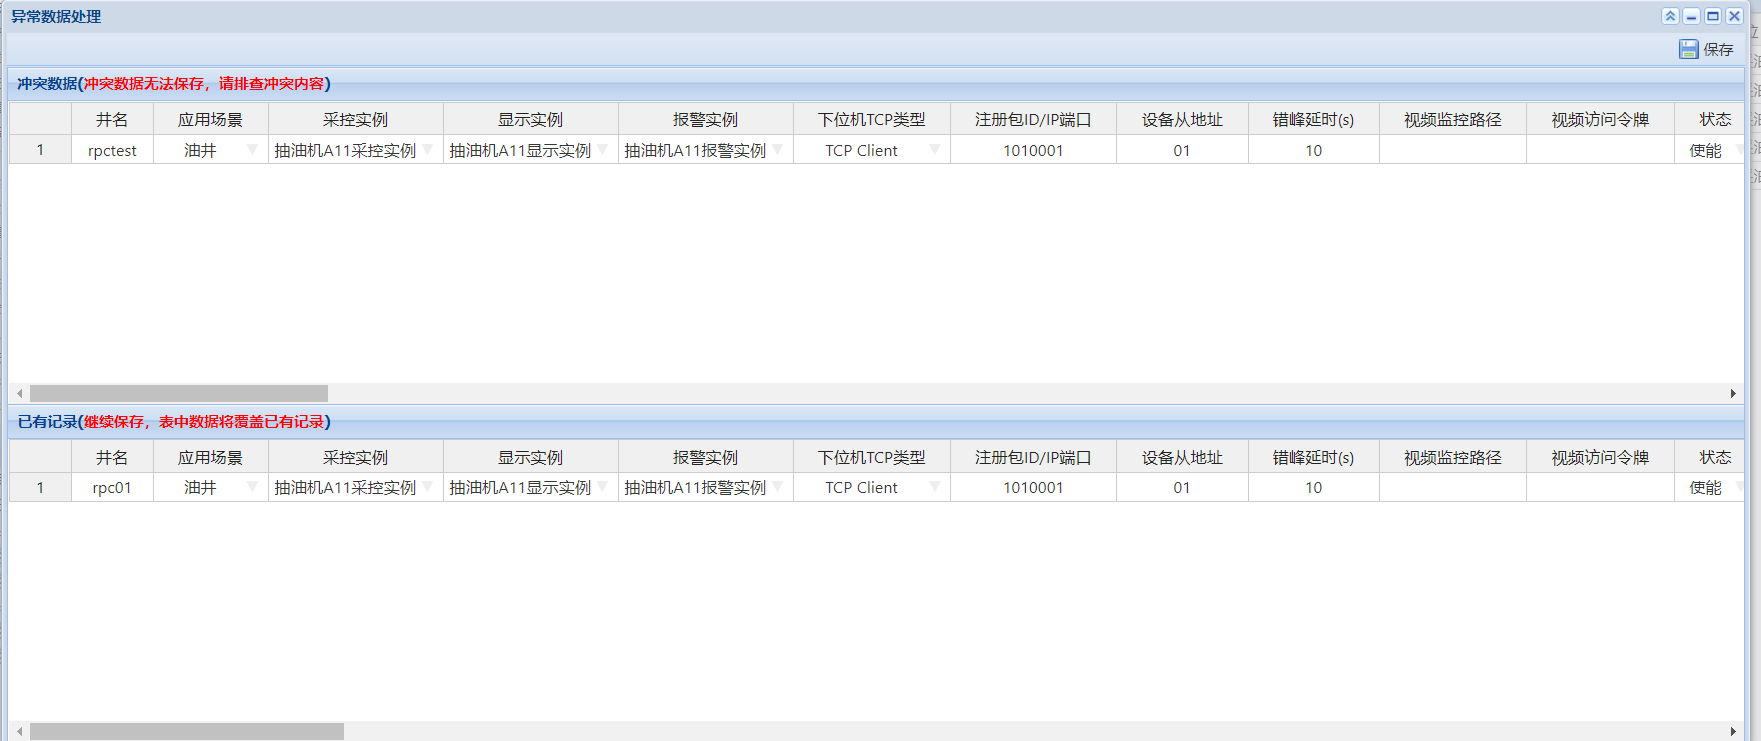 异常数据处理
保存
冲突数据(冲突数据无法保存，请排查冲突内容)
井名 应用场景 采控实例 显示实例 报警实例 下位机TCP类型 注册包ID/IP端口 设备从地址 错峰延时(s) 视频监控路径 视频访问令牌 状态
1 rpctest 油井 抽油机A11采控实例 抽油机A11显示实例 抽油机A11报警实例 TCP Client 1010001 01 10 使能
已有记录(继续保存，表中数据将覆盖已有记录)
井名 应用场景 采控实例 显示实例 报警实例 下位机TCP类型 注册包ID/IP端口 设备从地址 错峰延时(s) 视频监控路径 视频访问令牌 状态
1 rpc01 油井 抽油机A11采控实例 抽油机A11显示实例 抽油机A11报警实例 TCP Client 1010001 01 10 使能